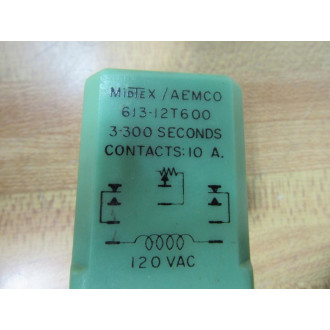 MIDTEX/AEMCO
613-12T600
3-300 SECONDS
CONTACTS: 10 A.
120 VAC